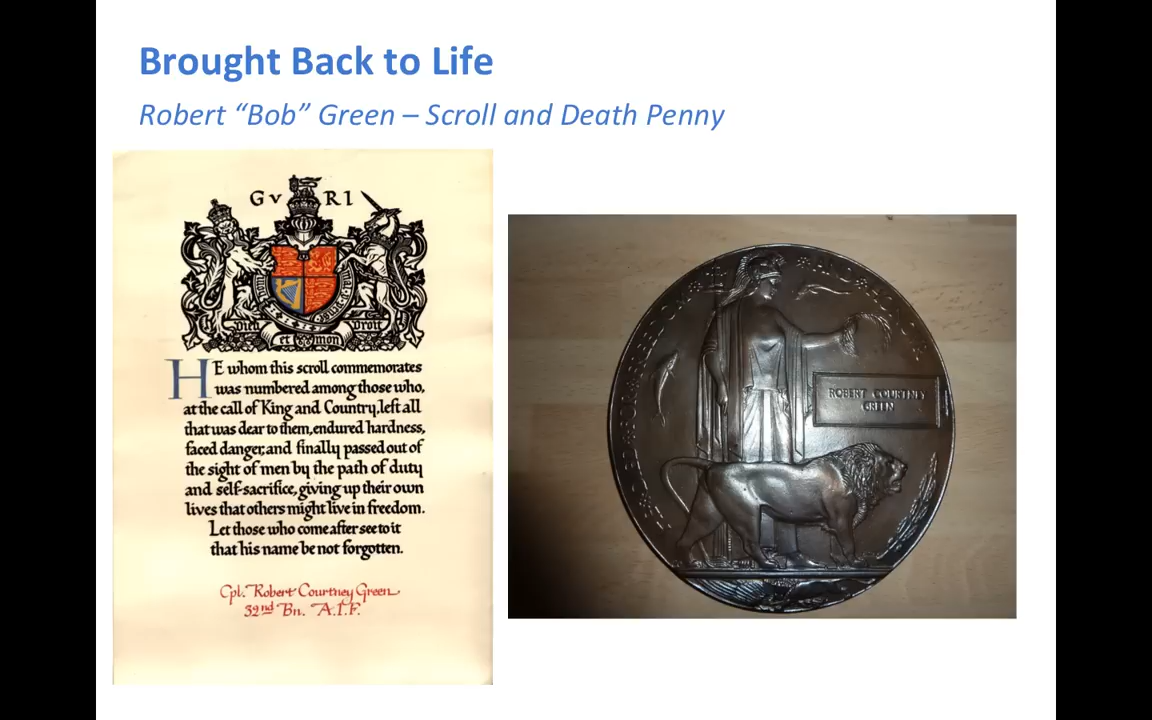 Brought Back to Life
Robert “Bob” Green – Scroll and Death Penny
G v R I
Dieu et mon Droit
HE whom this scroll commemorates
was numbered among those who,
at the call of King and Country, left all
that was dear to them, endured hardness,
faced danger, and finally passed out of
the sight of men by the path of duty
and self-sacrifice, giving up their own
lives that others might live in freedom.
Let those who come after see to it
that his name be not forgotten.
Cpl. Robert Courtney Green
32nd Bn. A.I.F.
FOR FREEDOM AND HONOUR
ROBERT COURTNEY
GREEN